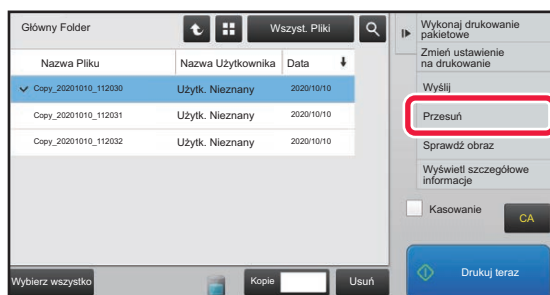 Główny Folder
Wszyst. Pliki
Nazwa Pliku
Nazwa Użytkownika
Data
Copy_20201010_112030
Użytk. Nieznany
2020/10/10
Copy_20201010_112031
Użytk. Nieznany
2020/10/10
Copy_20201010_112032
Użytk. Nieznany
2020/10/10
Wybierz wszystko
Kopie
Usuń
Wykonaj drukowanie
pakietowe
Zmień ustawienie
na drukowanie
Wyślij
Przesuń
Sprawdź obraz
Wyświetl szczegółowe
informacje
Kasowanie
CA
Drukuj teraz